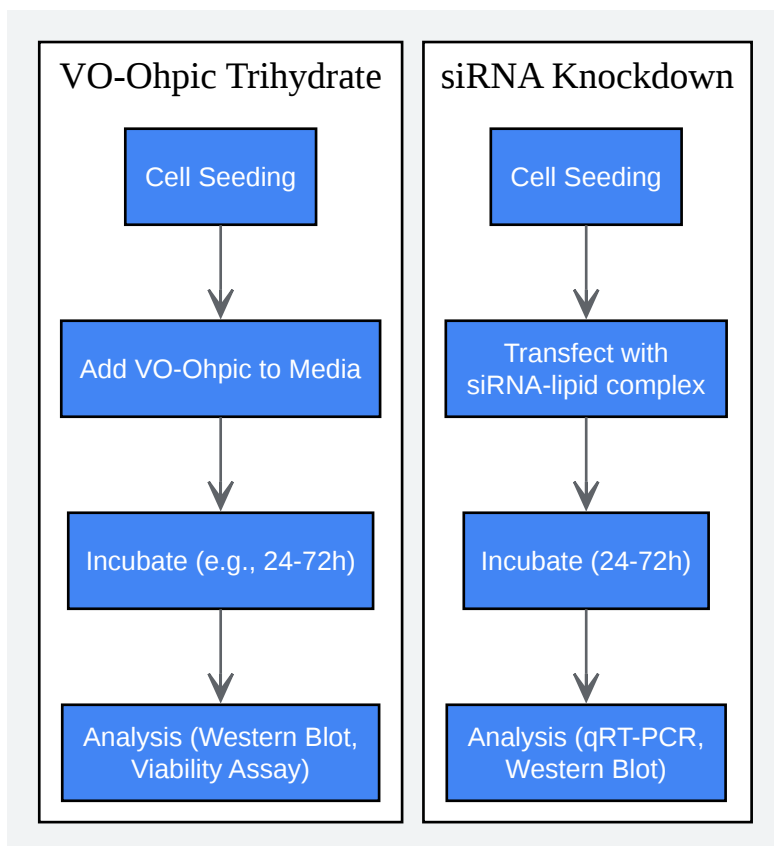 VO-Ohpic Trihydrate
Cell Seeding
Add VO-Ohpic to Media
Incubate (e.g., 24-72h)
Analysis (Western Blot,
Viability Assay)
siRNA Knockdown
Cell Seeding
Transfect with
siRNA-lipid complex
Incubate (24-72h)
Analysis (qRT-PCR,
Western Blot)